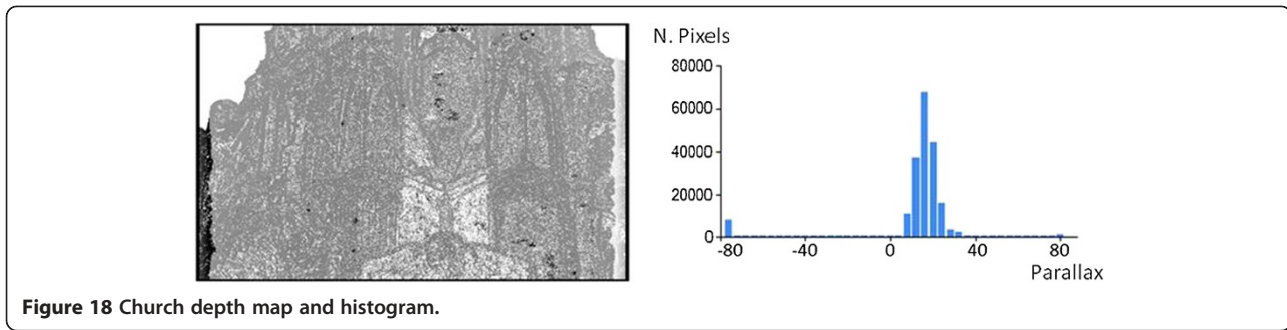 N. Pixels
80000
60000
40000
20000
0
-80 -40 0 40 80
Parallax
Figure 18 Church depth map and histogram.